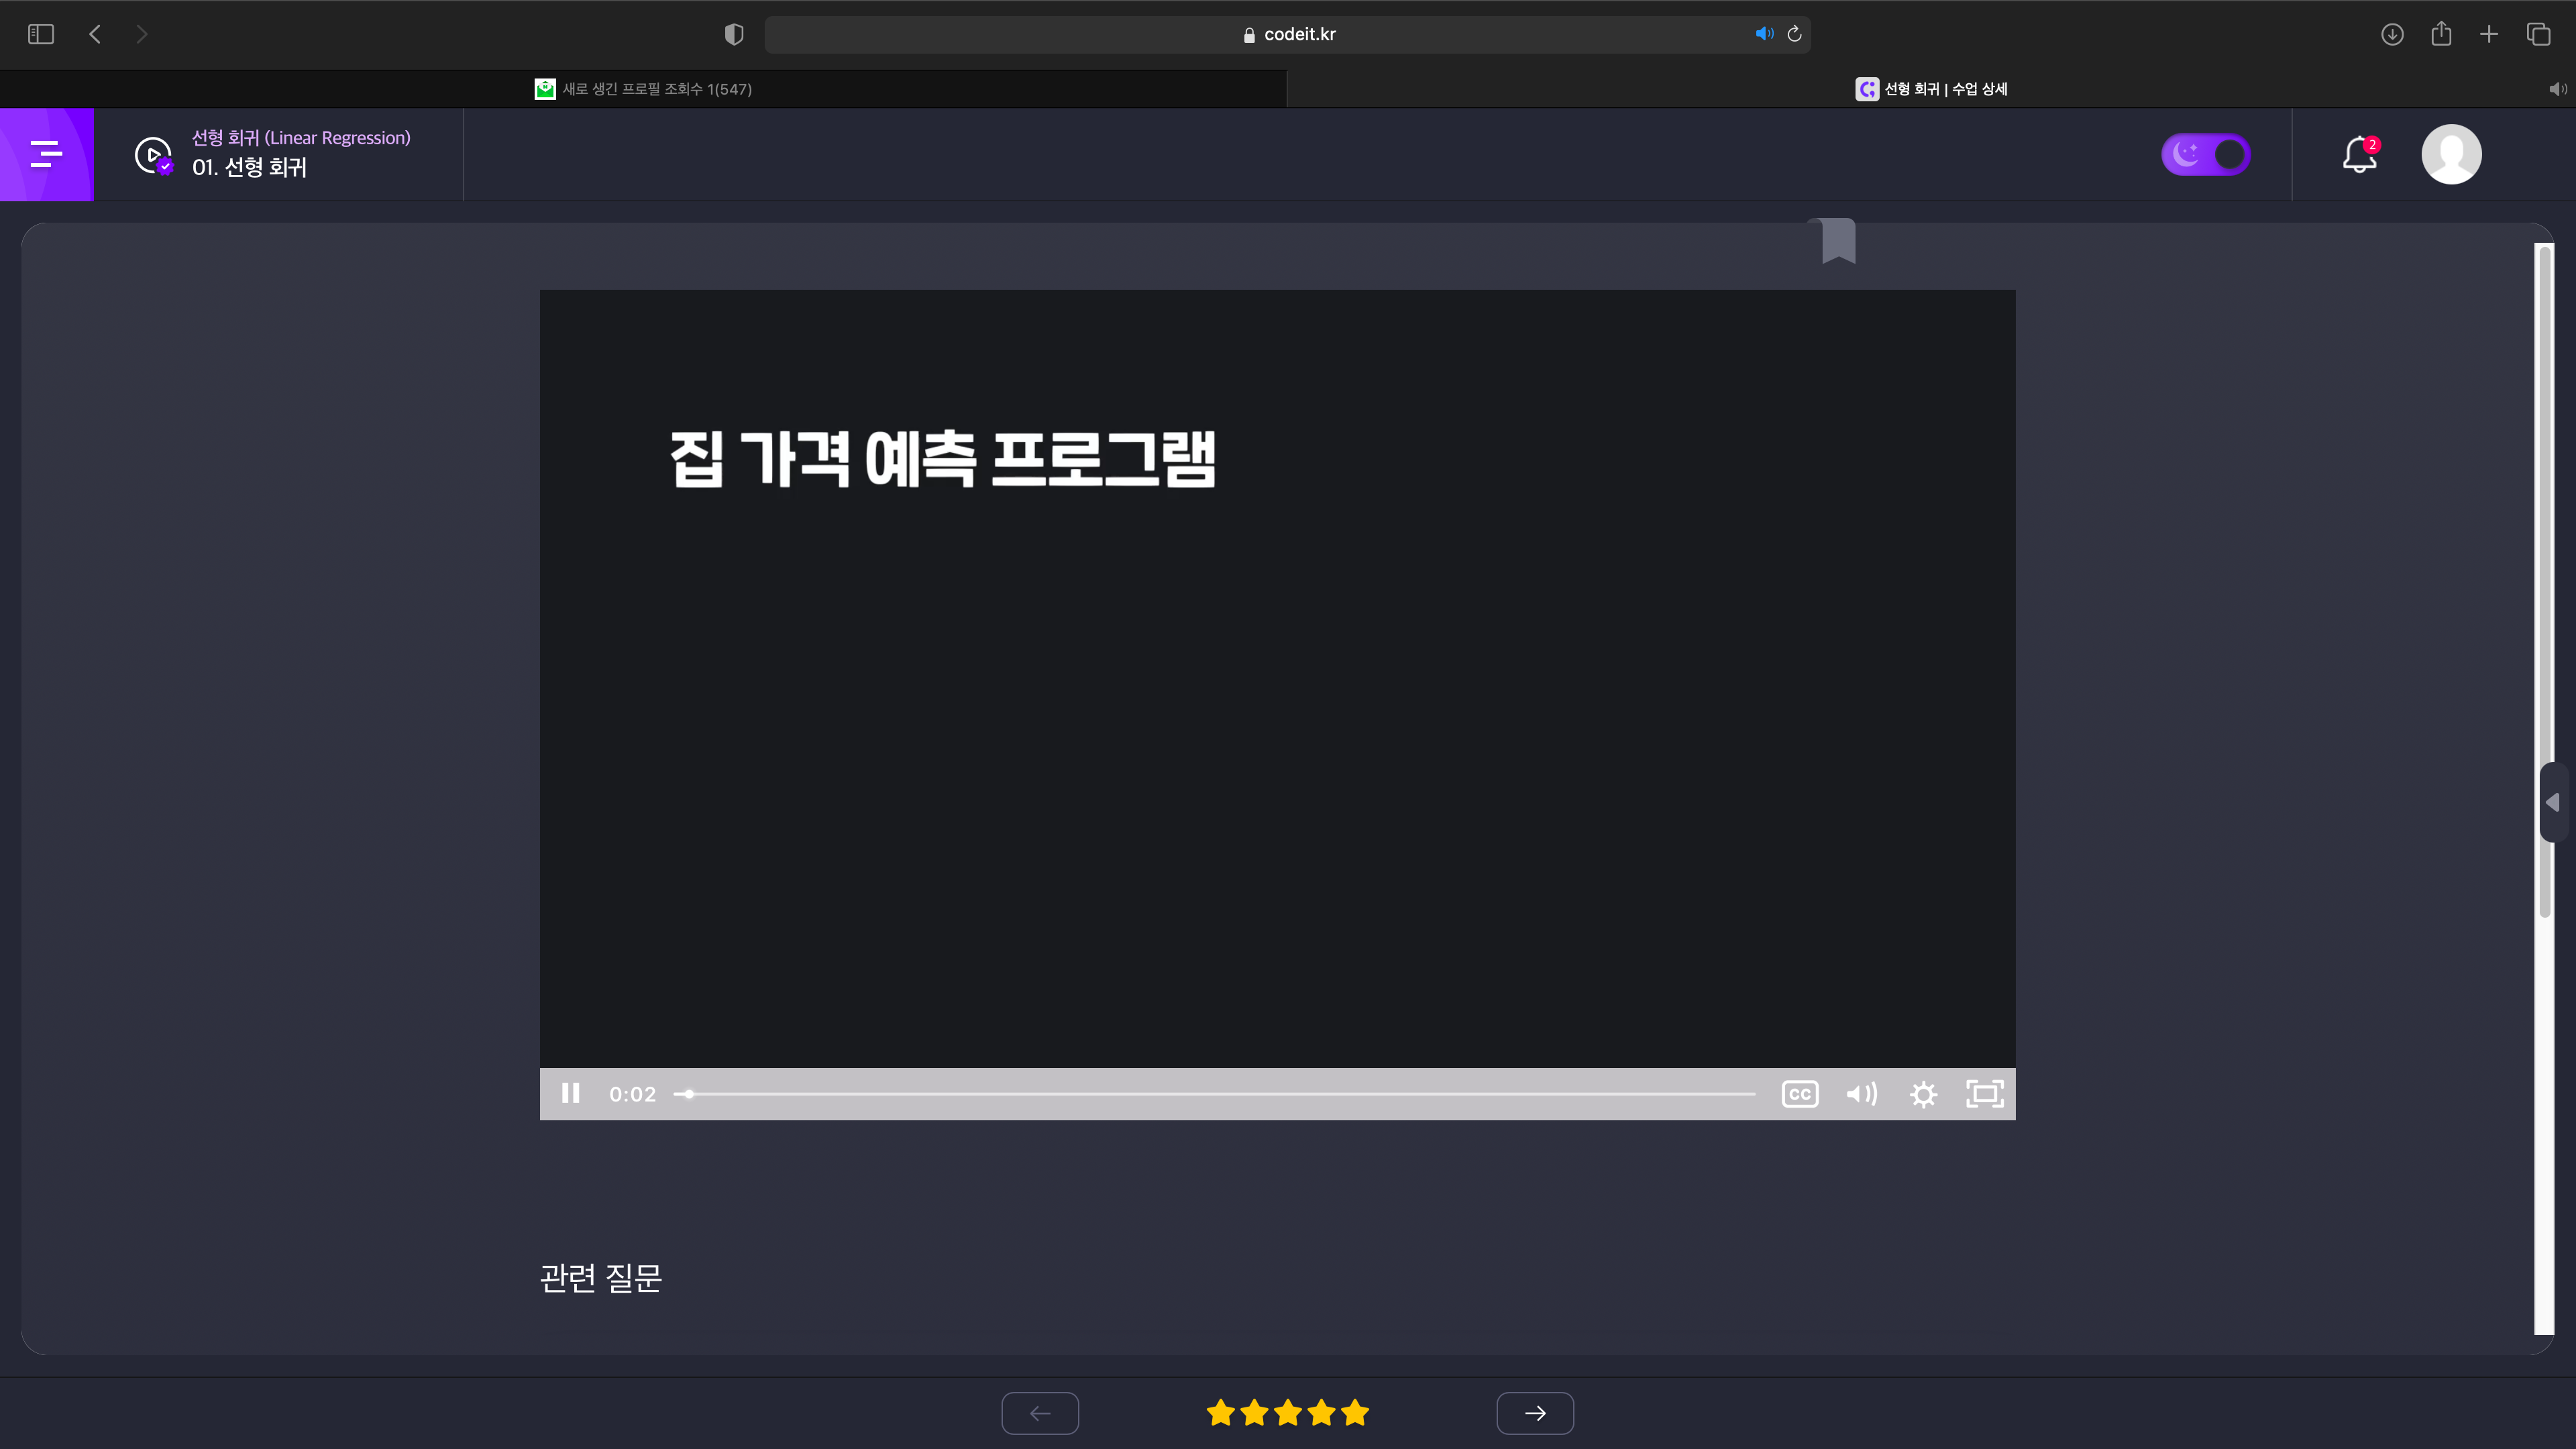 codeit.kr
새로 생긴 프로필 조회수 1(547)
선형 회귀 | 수업 상세
선형 회귀 (Linear Regression)
01. 선형 회귀
2
집 가격 예측 프로그램
0:02
CC
관련 질문